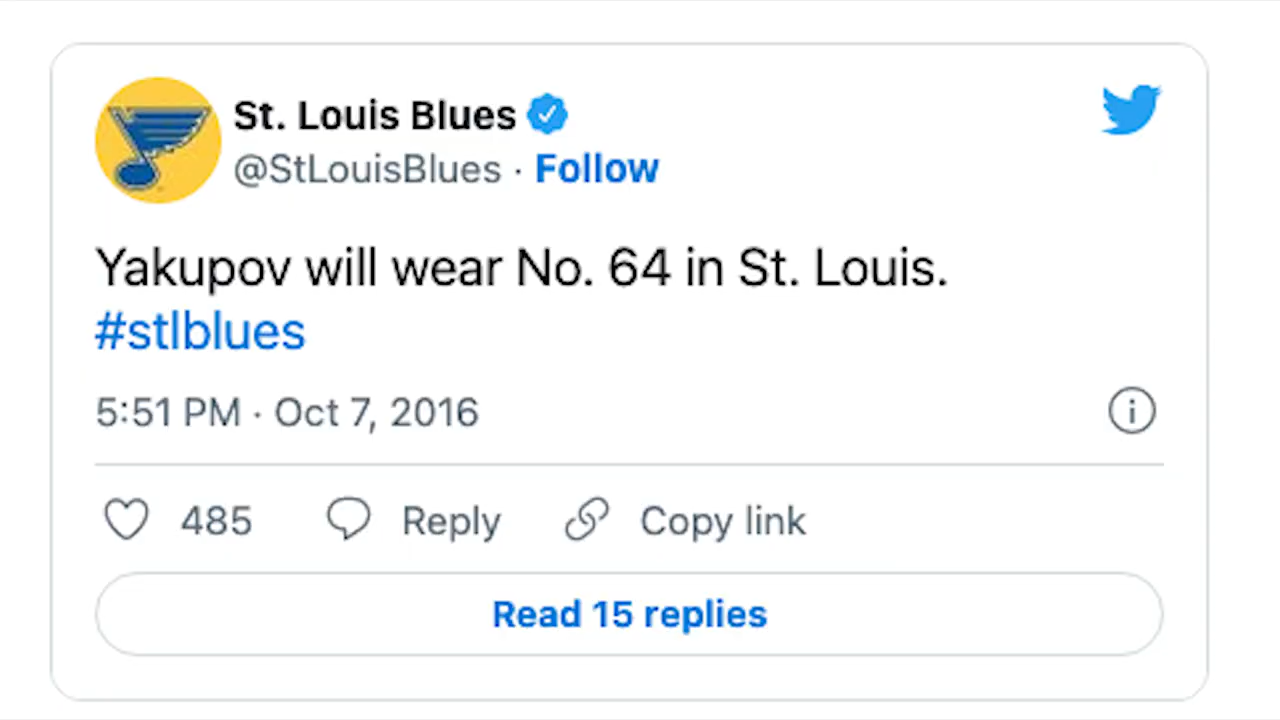 St. Louis Blues
@StLouisBlues · Follow
Yakupov will wear No. 64 in St. Louis.
#stlblues
5:51 PM · Oct 7, 2016
485 Reply Copy link
Read 15 replies